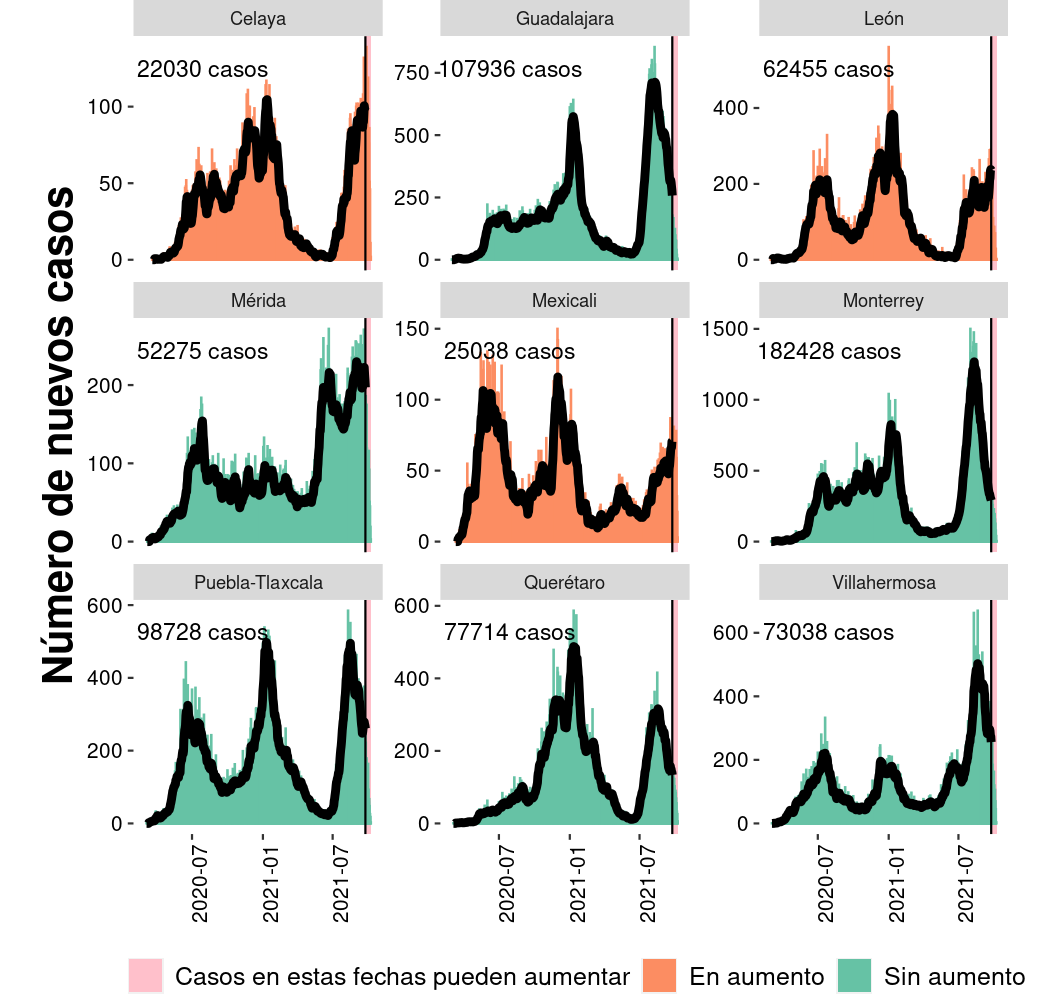 Número de nuevos casos
Celaya
22030 casos
100
50
0
Guadalajara
107936 casos
750
500
250
0
León
62455 casos
400
200
0
Mérida
52275 casos
200
100
0
Mexicali
25038 casos
150
100
50
0
Monterrey
182428 casos
1500
1000
500
0
Puebla-Tlaxcala
98728 casos
600
400
200
0
2020-07
2021-01
2021-07
Querétaro
77714 casos
600
400
200
0
2020-07
2021-01
2021-07
Villahermosa
73038 casos
600
400
200
0
2020-07
2021-01
2021-07
Casos en estas fechas pueden aumentar
En aumento
Sin aumento